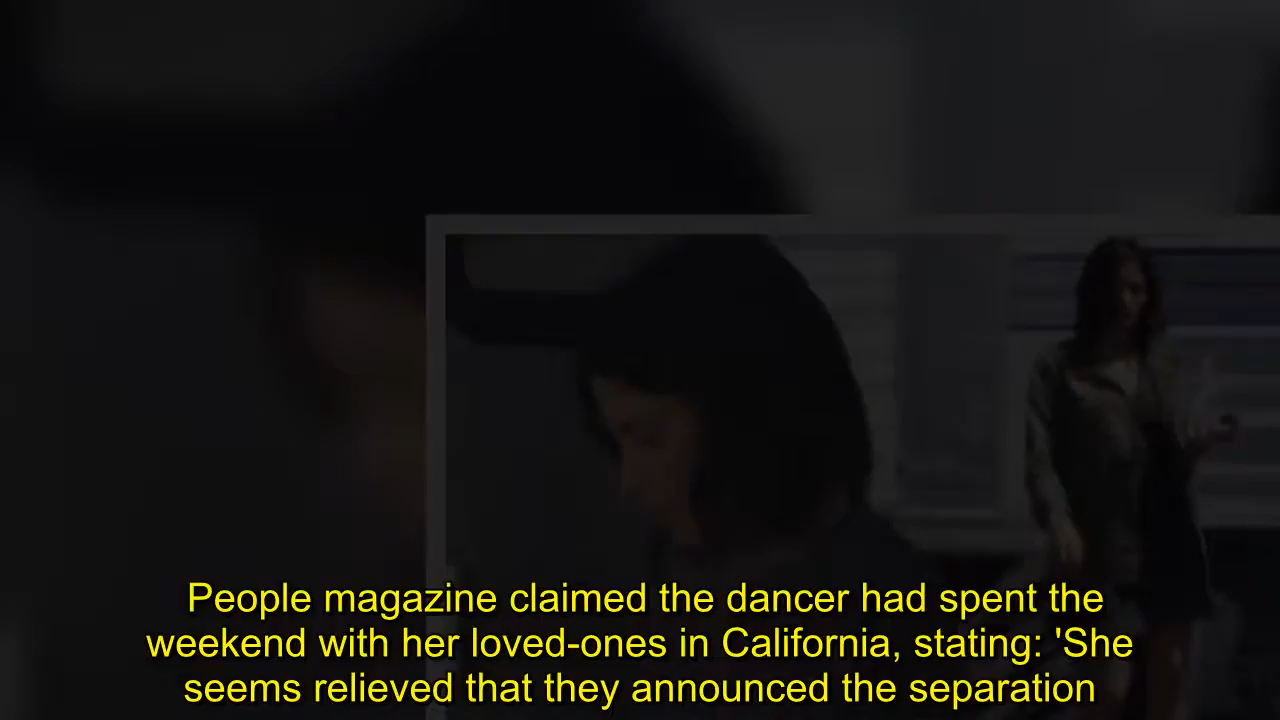 People magazine claimed the dancer had spent the
weekend with her loved-ones in California, stating: 'She
seems relieved that they announced the separation